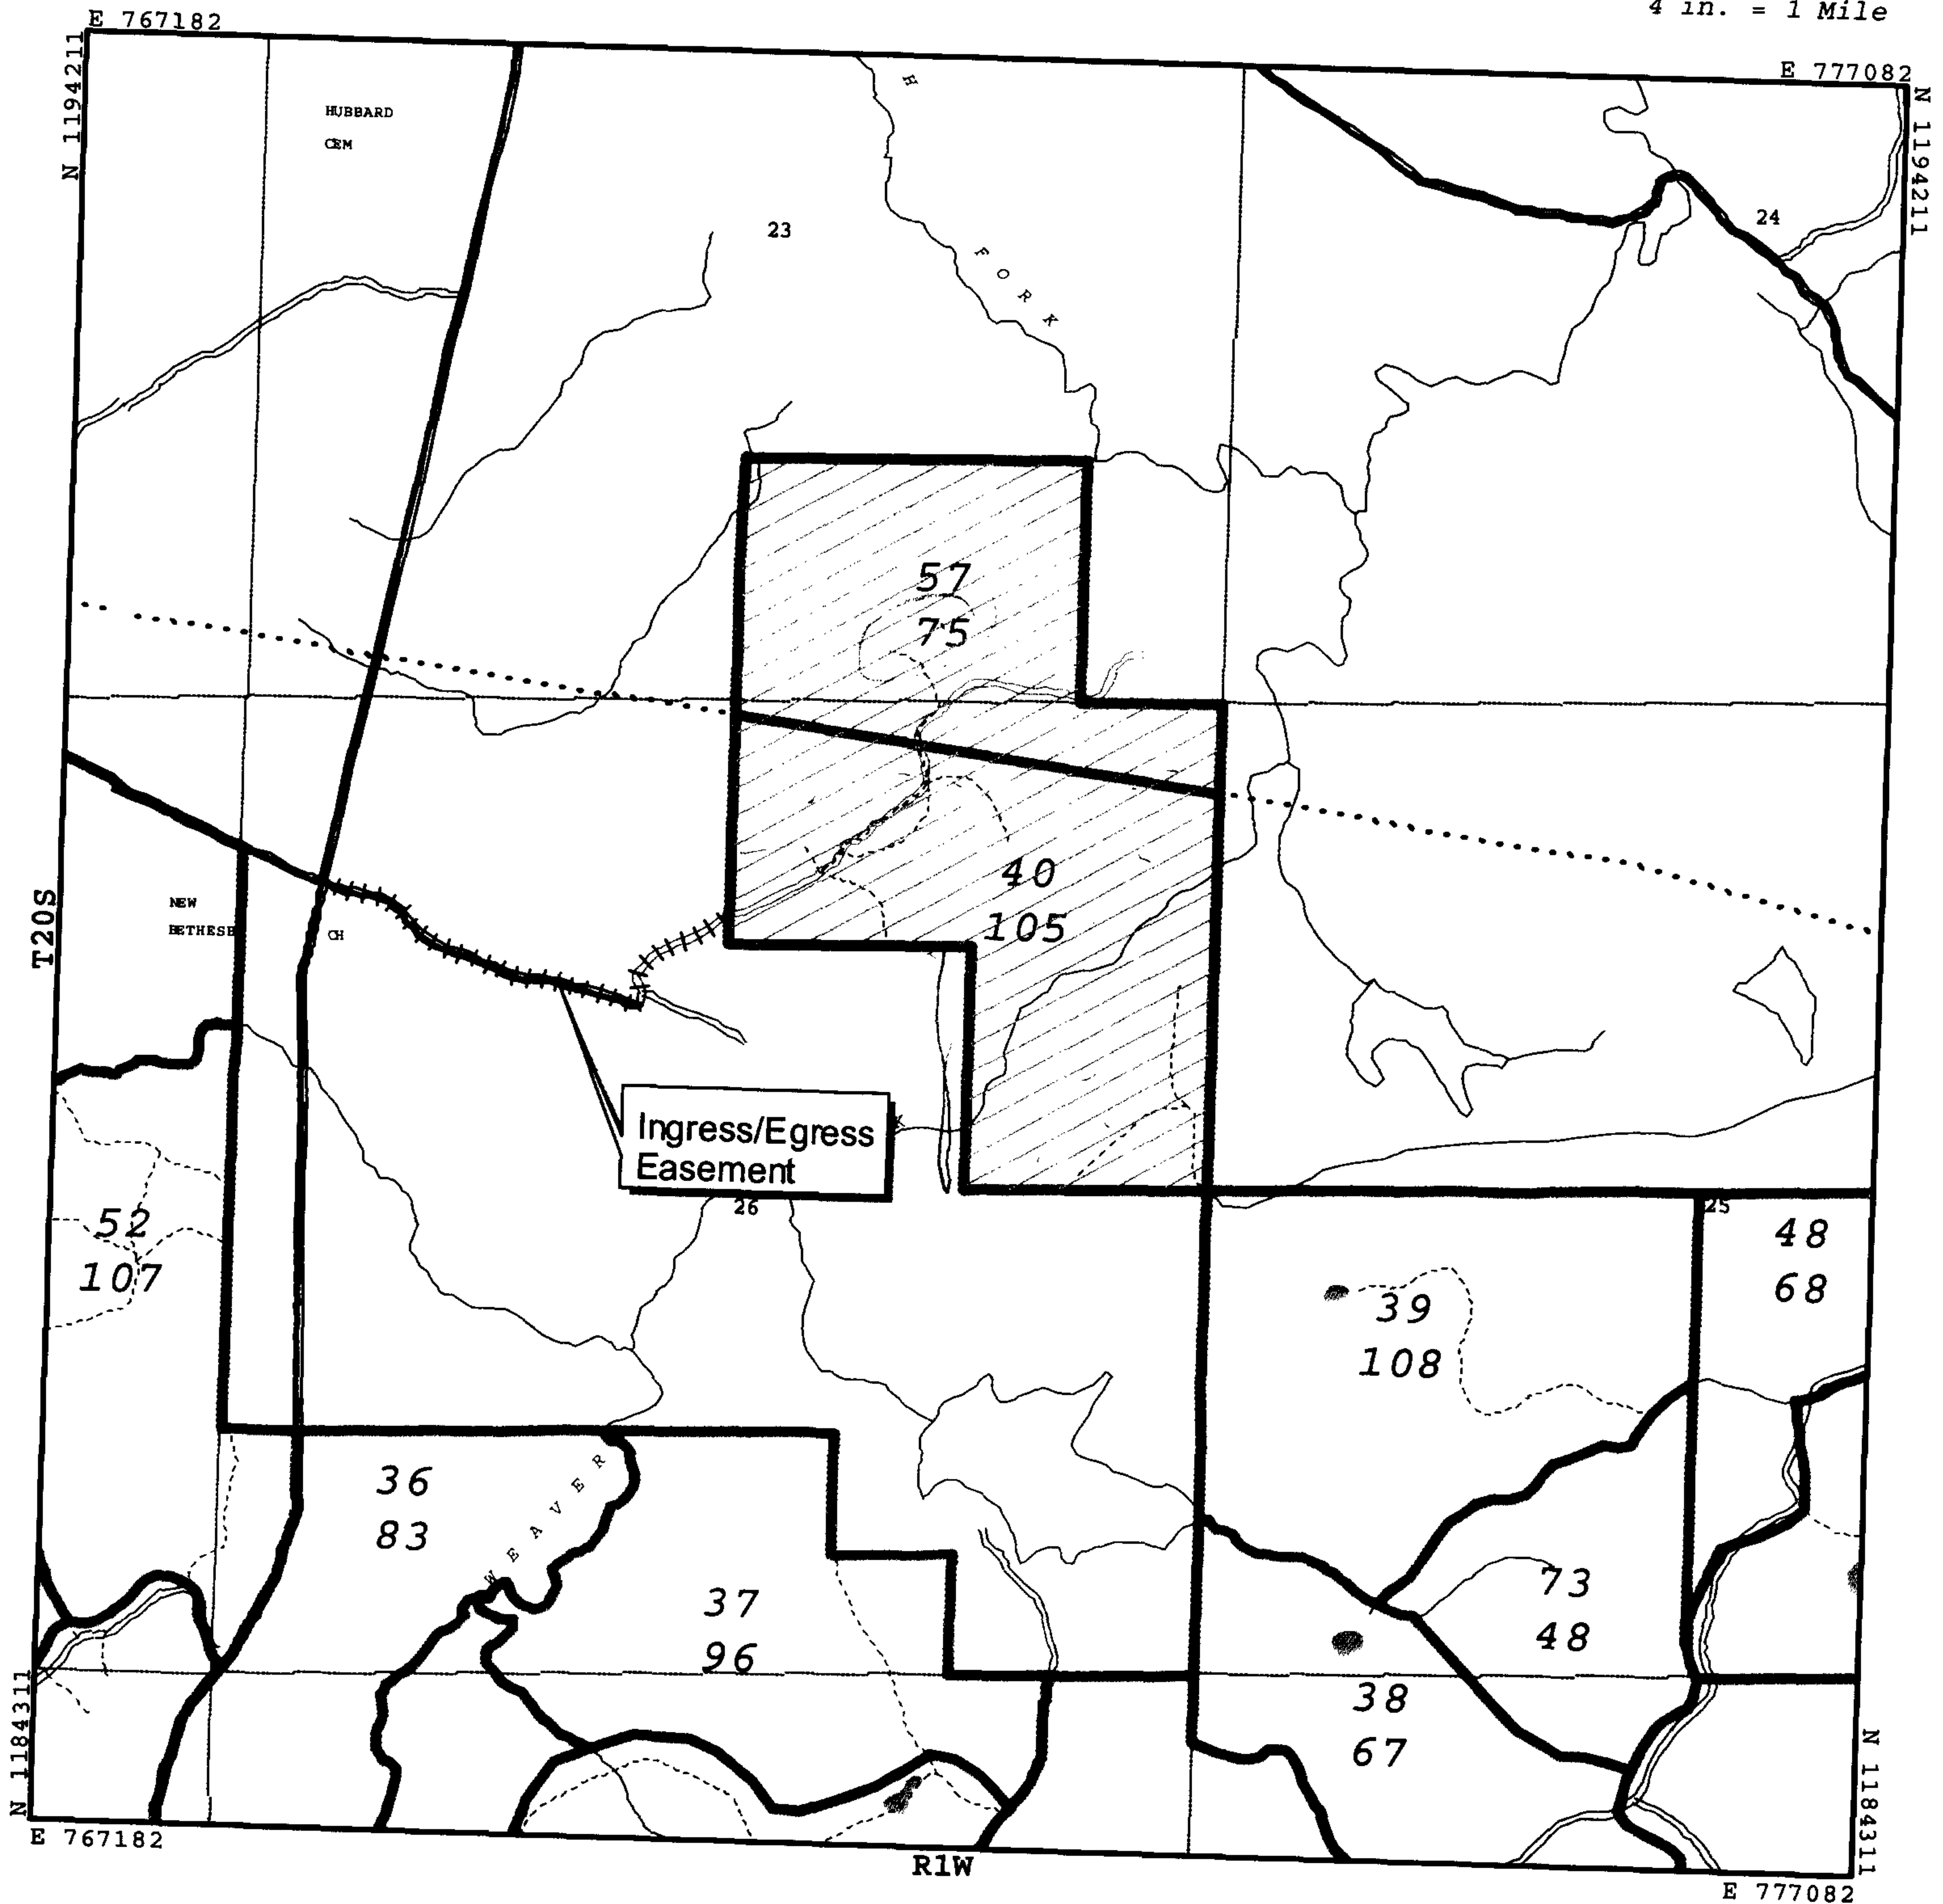 4 in. = 1 Mile
E 767182
E 777082
N 1194211
N 1194211
HUBBARD
CEM
H
23
24
FORK
57
75
40
105
T20S
NEW
BETHESE
CH
Ingress/Egress
Easement
K
26
25
52
107
48
68
39
108
36
83
WEAVER
37
96
73
48
38
67
N 1184311
N 1184311
E 767182
R1W
E 777082